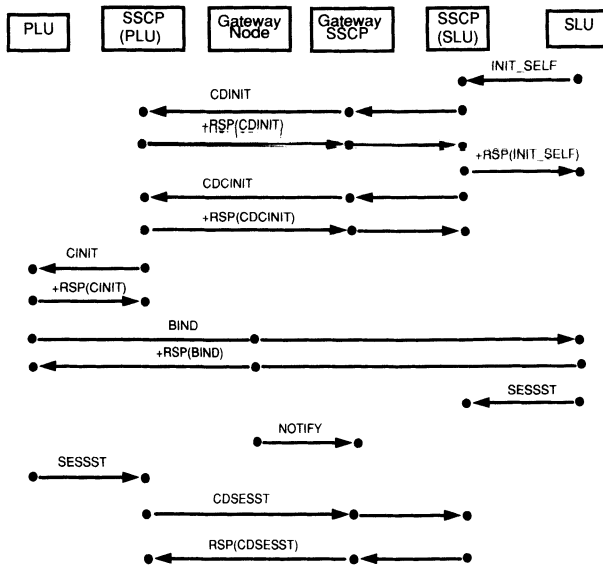 PLU
SSCP
(PLU)
Gateway
Node
Gateway
SSCP
SSCP
(SLU)
SLU
INIT_SELF
CDINIT
+RSP(CDINIT)
+RSP(INIT_SELF)
CDCINIT
+RSP(CDCINIT)
CINIT
+RSP(CINIT)
BIND
+RSP(BIND)
SESSST
NOTIFY
SESSST
CDSESST
RSP(CDSESST)